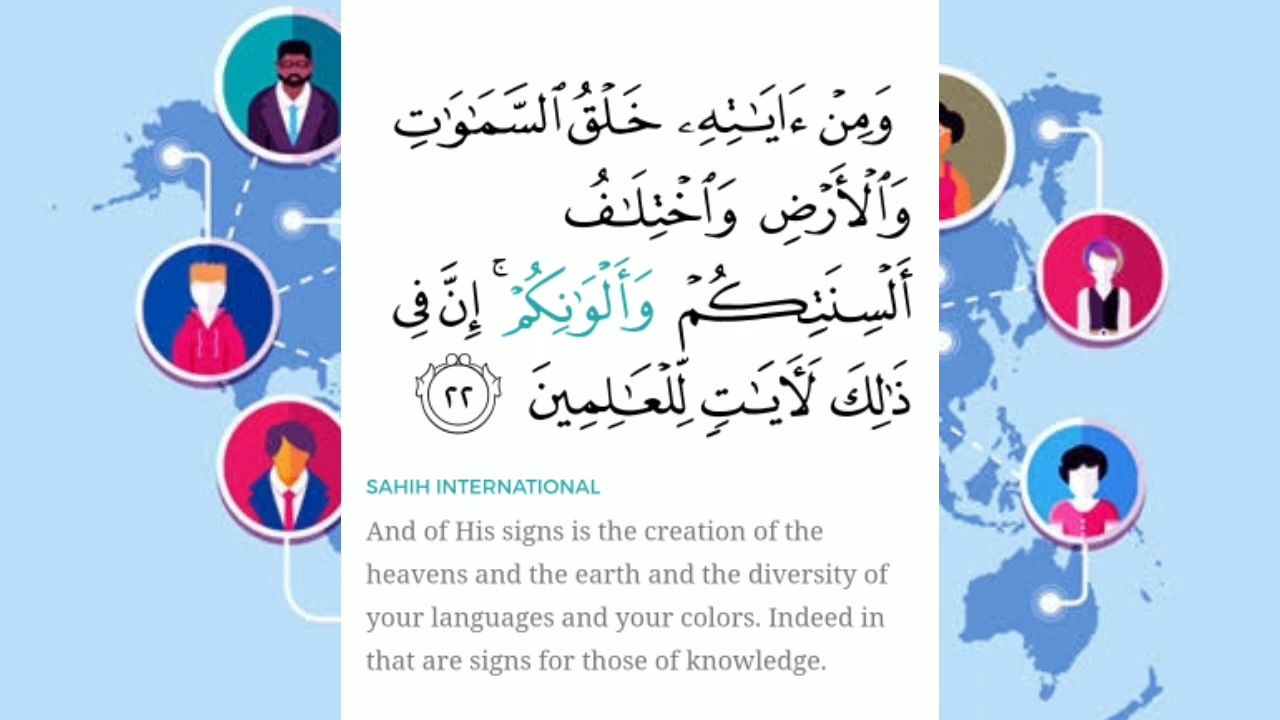 وَمِنْ ءَايَٰتِهِۦ خَلْقُ ٱلسَّمَٰوَٰتِ
وَٱلْأَرْضِ وَٱخْتِلَٰفُ
أَلْسِنَتِكُمْ وَأَلْوَٰنِكُمْ ۚ إِنَّ فِى
ذَٰلِكَ لَـَٔايَٰتٍ لِّلْعَٰلِمِينَ ٢٢
SAHIH INTERNATIONAL
And of His signs is the creation of the
heavens and the earth and the diversity of
your languages and your colors. Indeed in
that are signs for those of knowledge.